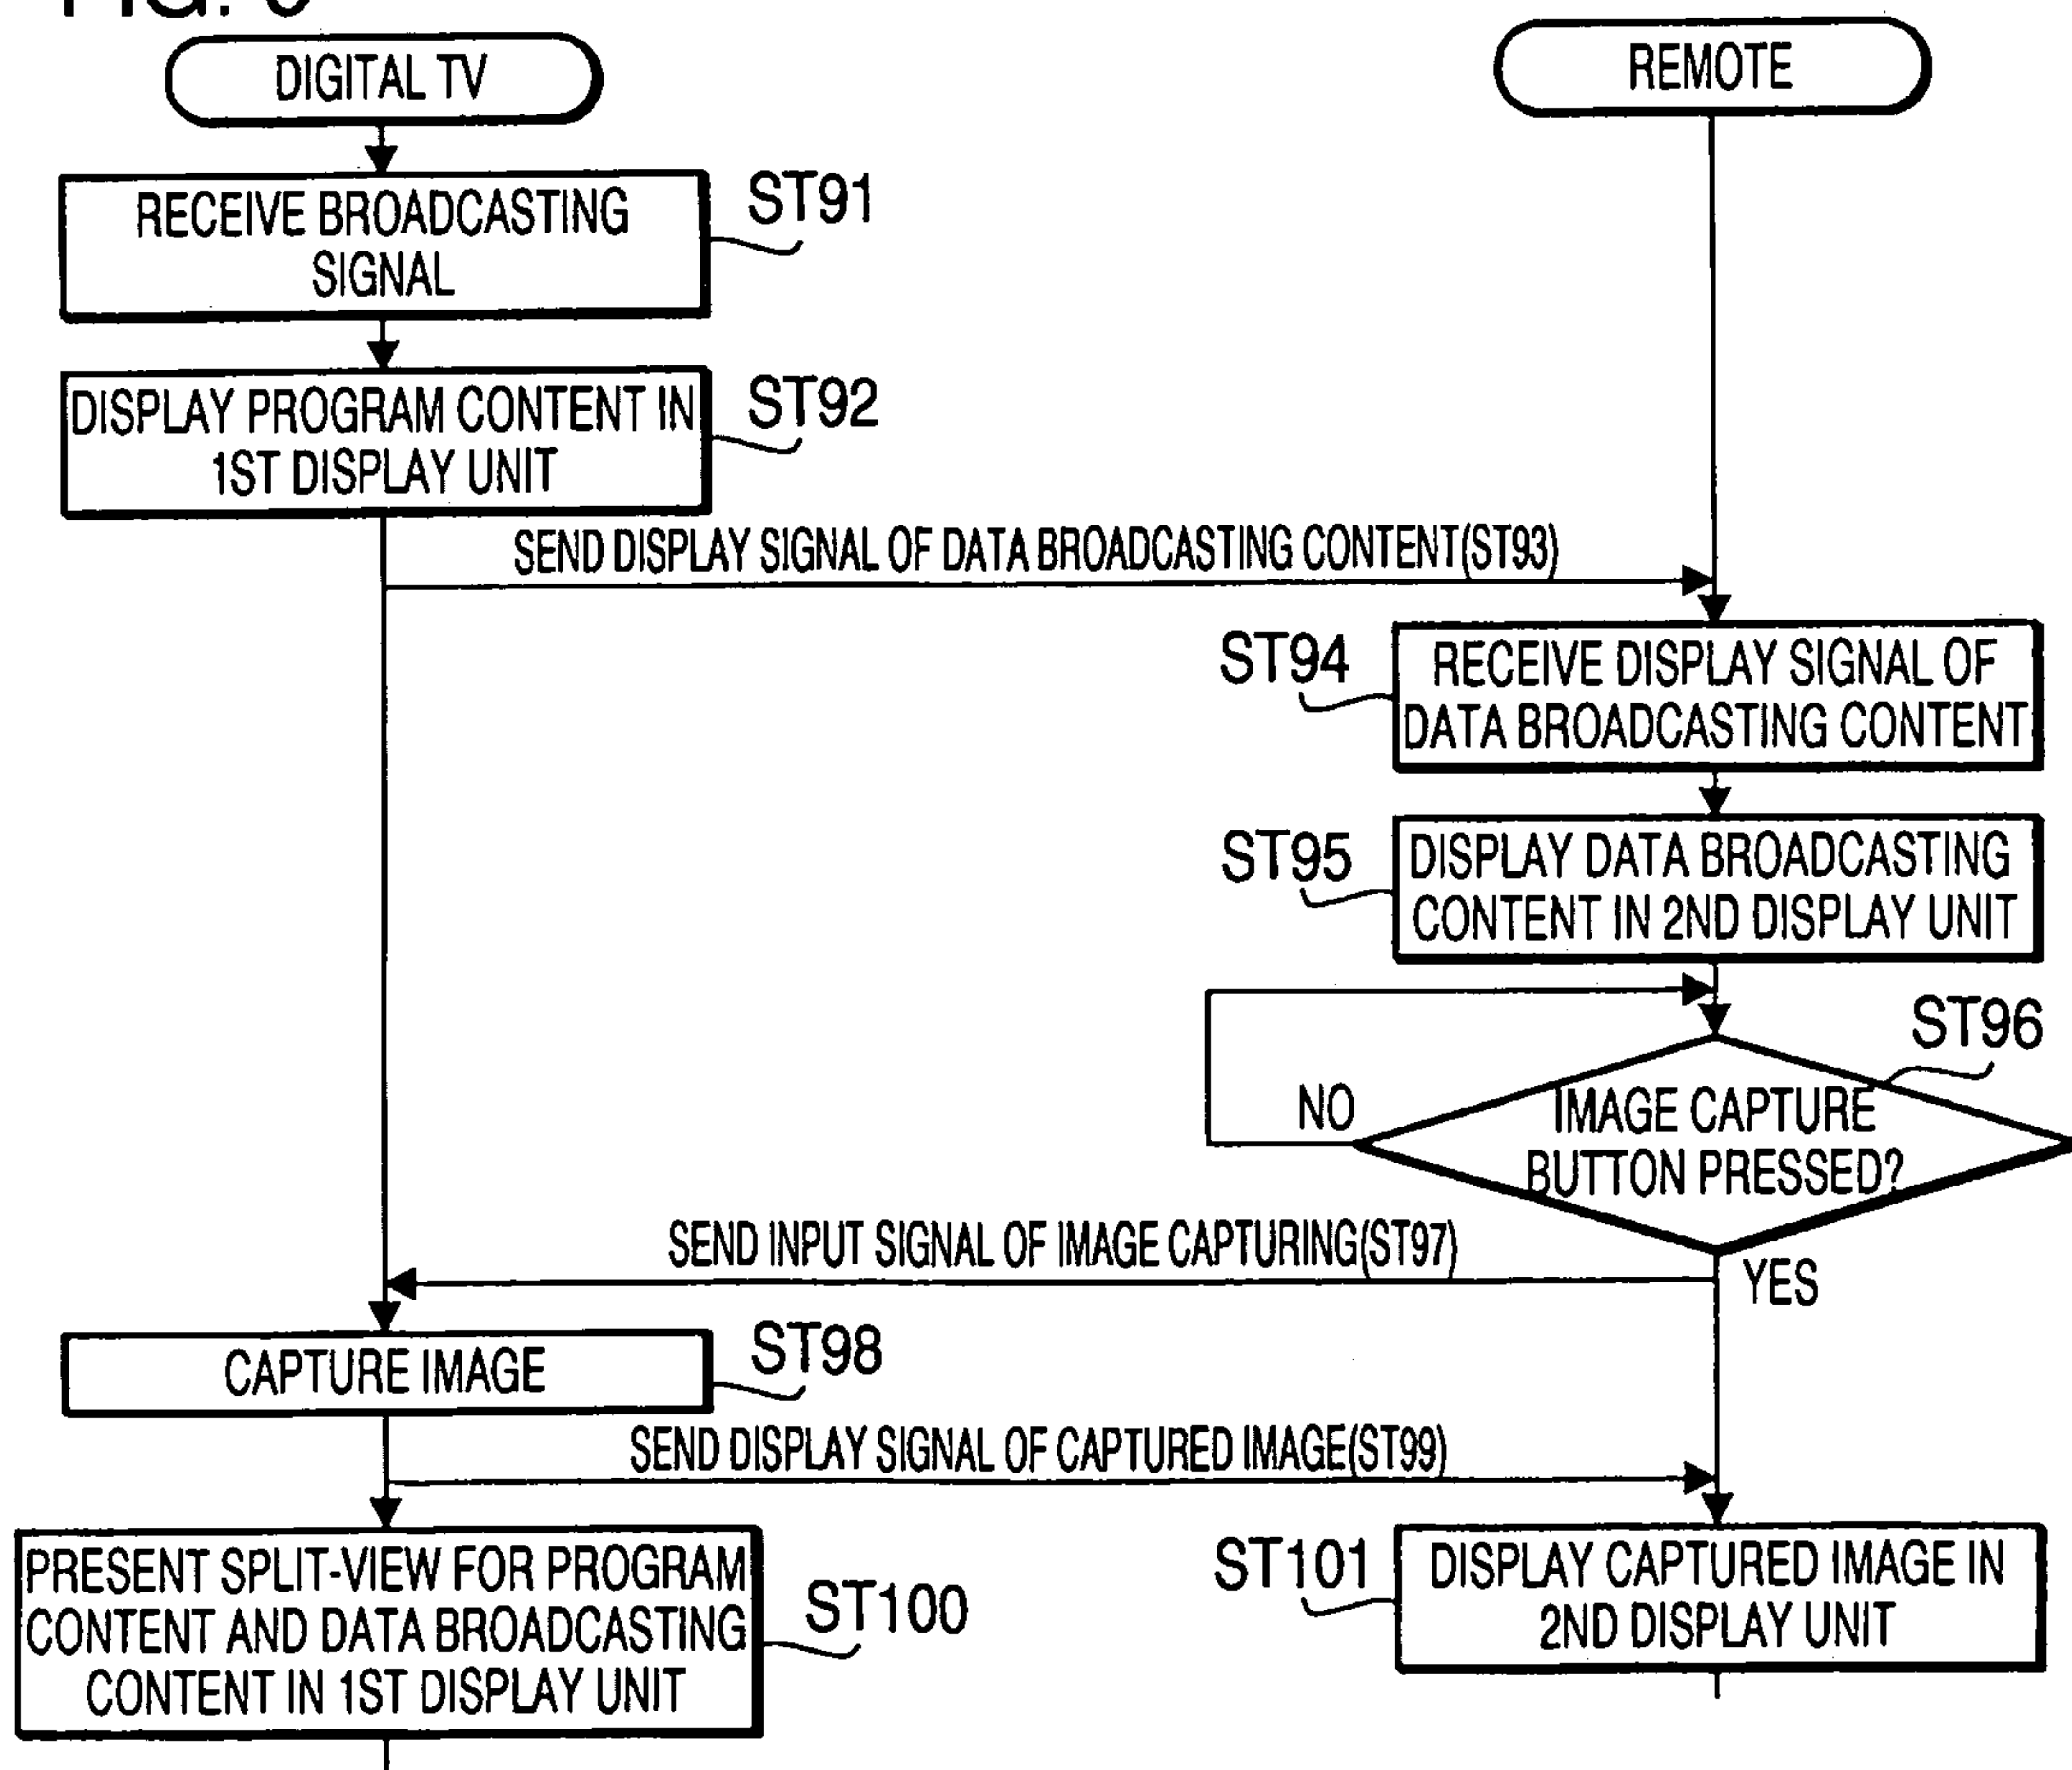 DIGITAL TV
REMOTE
RECEIVE BROADCASTING
SIGNAL
ST91
DISPLAY PROGRAM CONTENT IN
1ST DISPLAY UNIT
ST92
SEND DISPLAY SIGNAL OF DATA BROADCASTING CONTENT(ST93)
ST94
RECEIVE DISPLAY SIGNAL OF
DATA BROADCASTING CONTENT
ST95
DISPLAY DATA BROADCASTING
CONTENT IN 2ND DISPLAY UNIT
ST96
NO
IMAGE CAPTURE
BUTTON PRESSED?
SEND INPUT SIGNAL OF IMAGE CAPTURING(ST97)
YES
CAPTURE IMAGE
ST98
SEND DISPLAY SIGNAL OF CAPTURED IMAGE(ST99)
PRESENT SPLIT-VIEW FOR PROGRAM
CONTENT AND DATA BROADCASTING
CONTENT IN 1ST DISPLAY UNIT
ST100
ST101
DISPLAY CAPTURED IMAGE IN
2ND DISPLAY UNIT